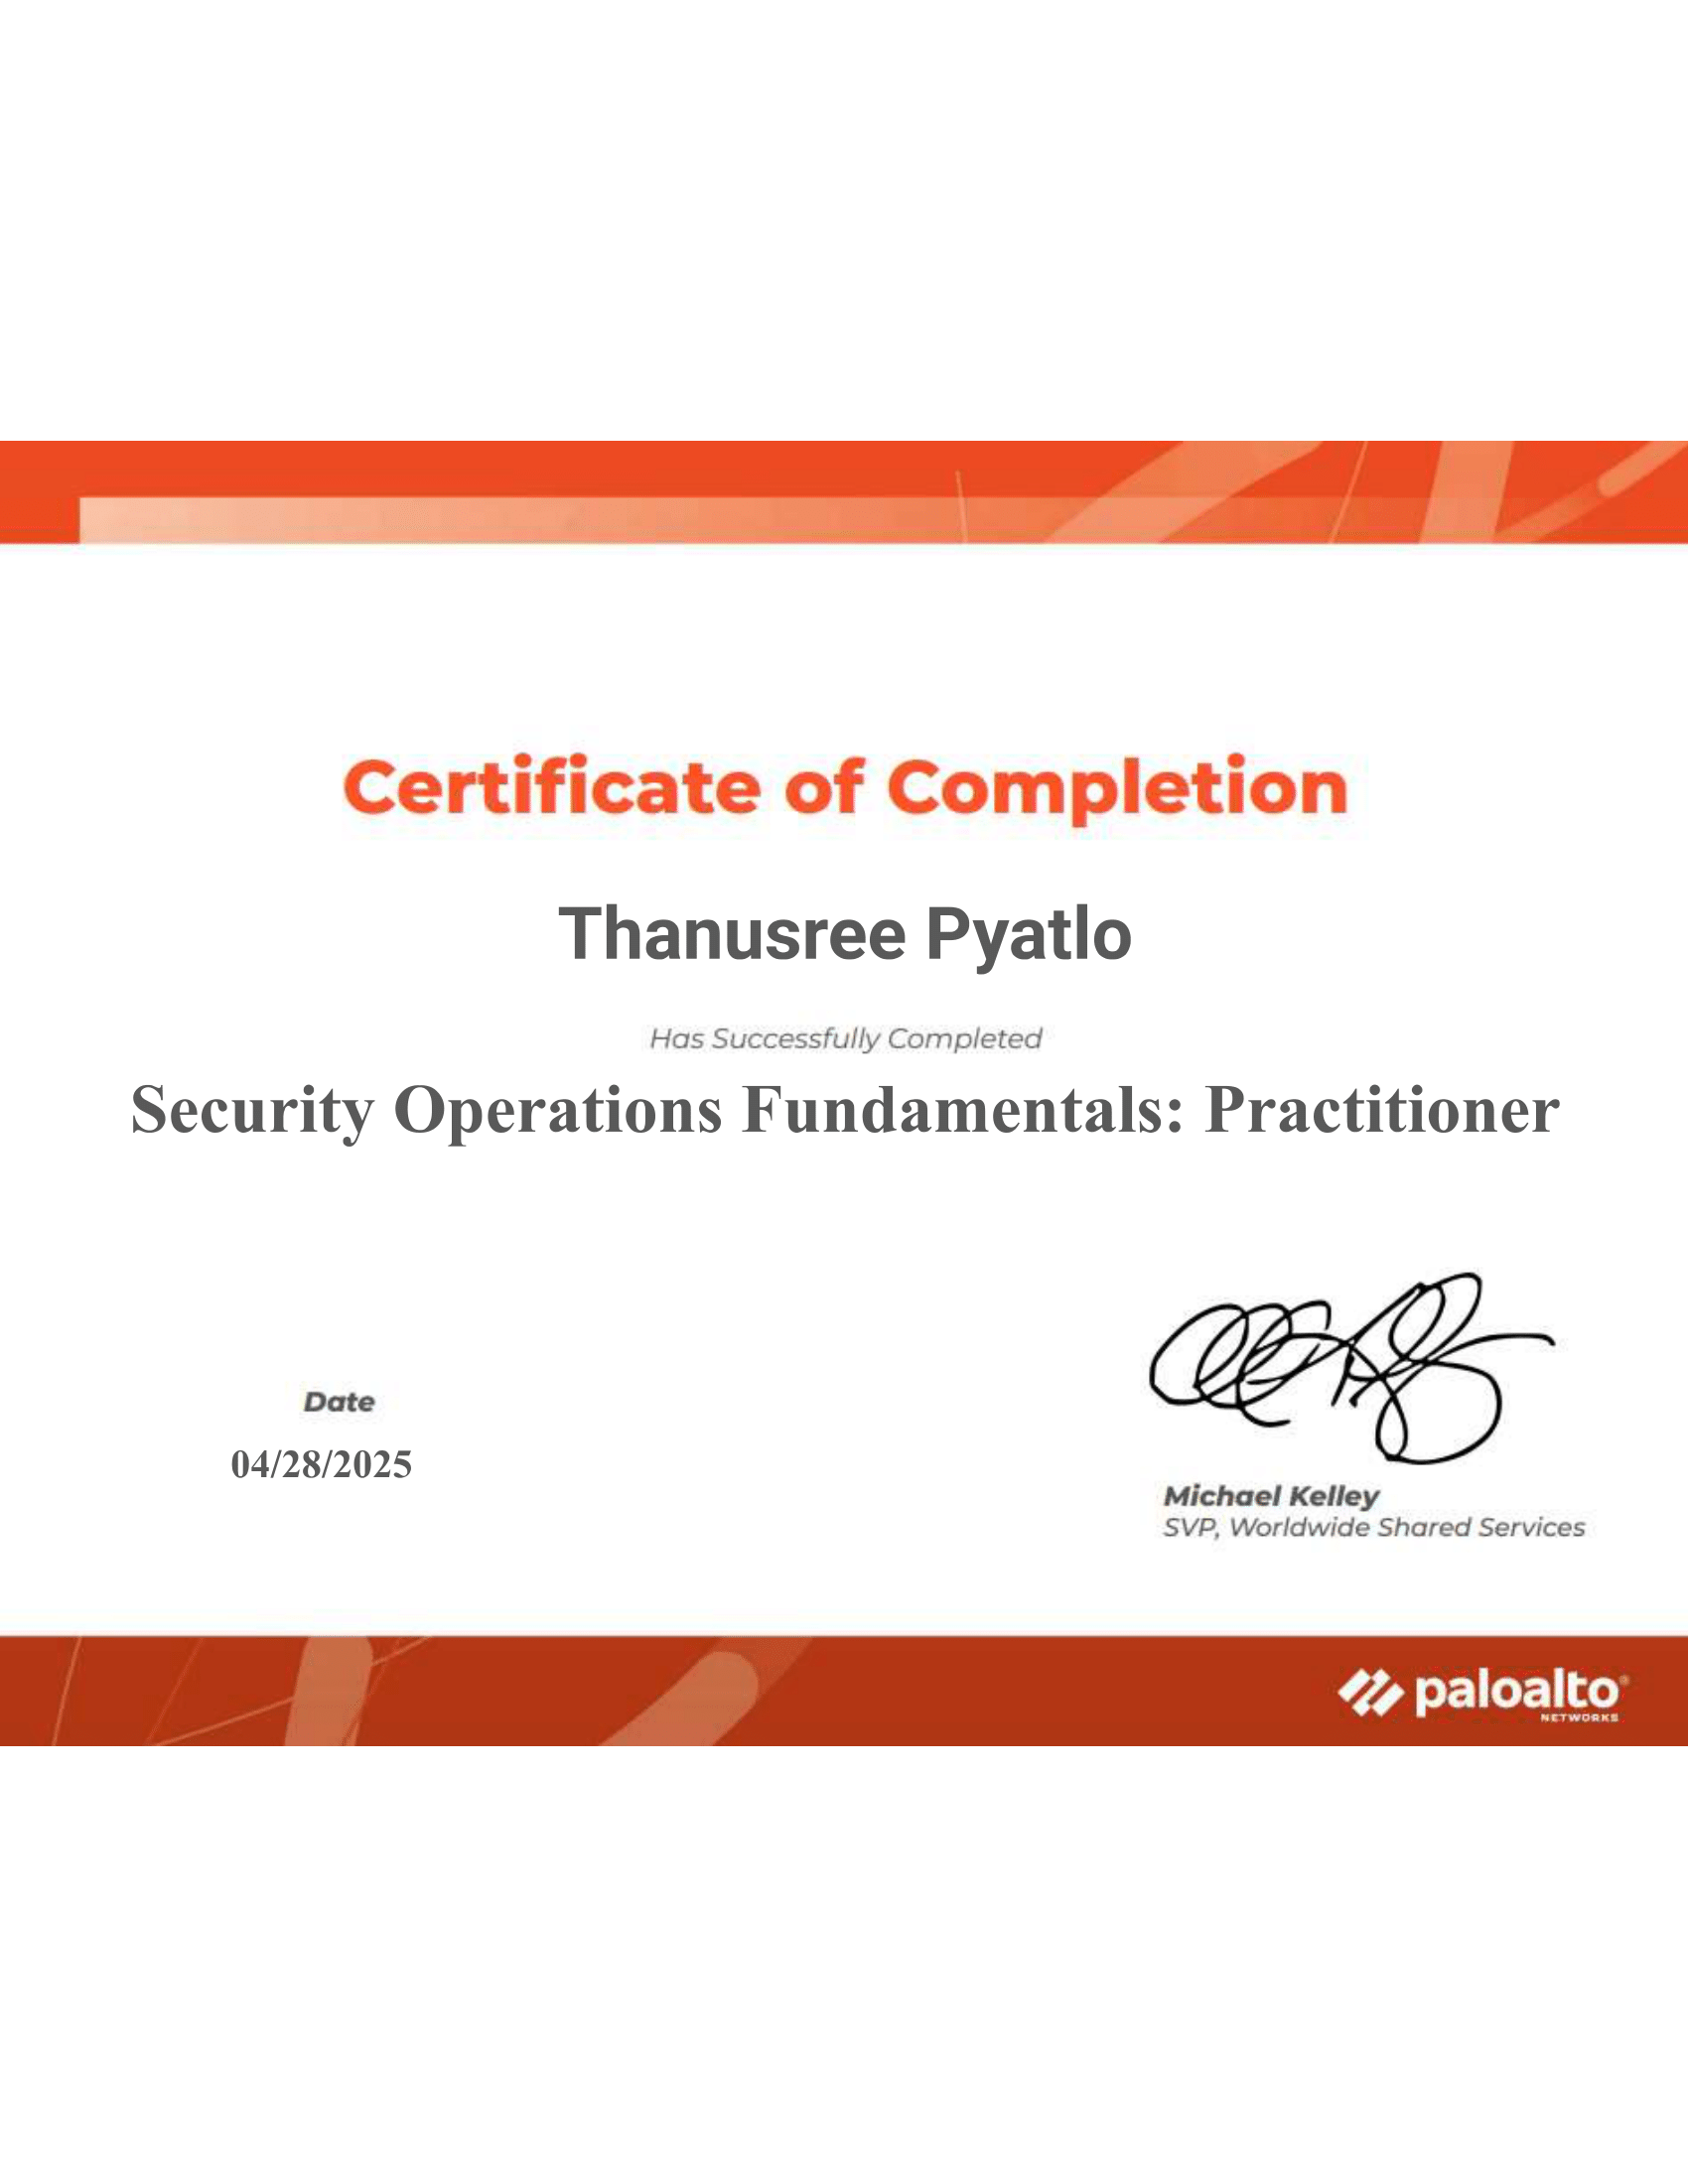 Certificate of Completion
Thanusree Pyatlo
Has Successfully Completed
Security Operations Fundamentals: Practitioner
Date
04/28/2025
Michael Kelley
SVP, Worldwide Shared Services
paloalto®
NETWORKS